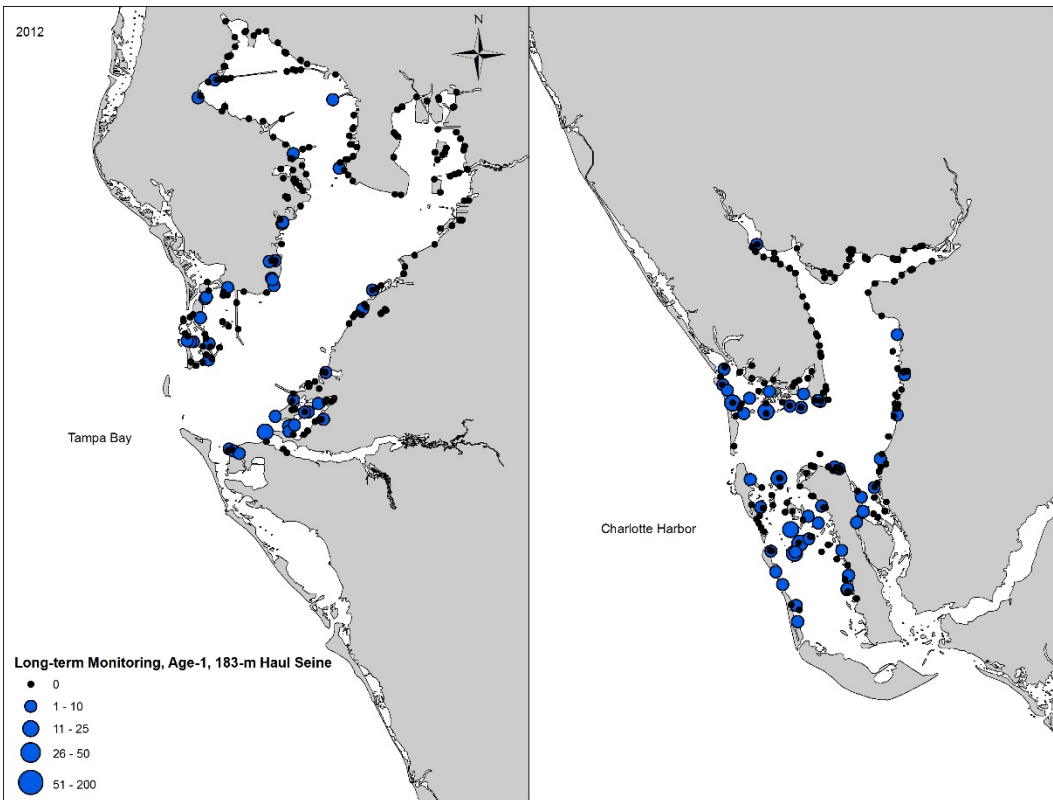 2012
N
Tampa Bay
Charlotte Harbor
Long-term Monitoring, Age-1, 183-m Haul Seine
0
1 - 10
11 - 25
26 - 50
51 - 200